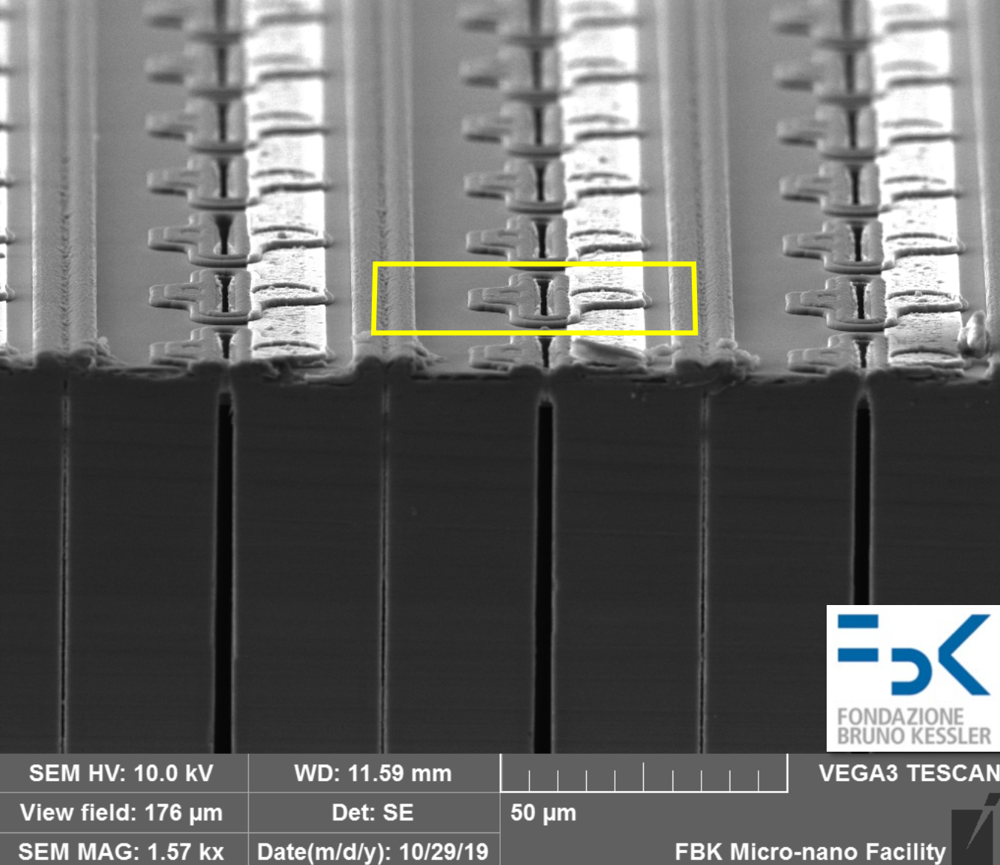 FBK
FONDAZIONE
BRUNO KESSLER
SEM HV: 10.0 kV
WD: 11.59 mm
VEGA3 TESCAN
View field: 176 µm
Det: SE
50 µm
SEM MAG: 1.57 kx
Date(m/d/y): 10/29/19
FBK Micro-nano Facility